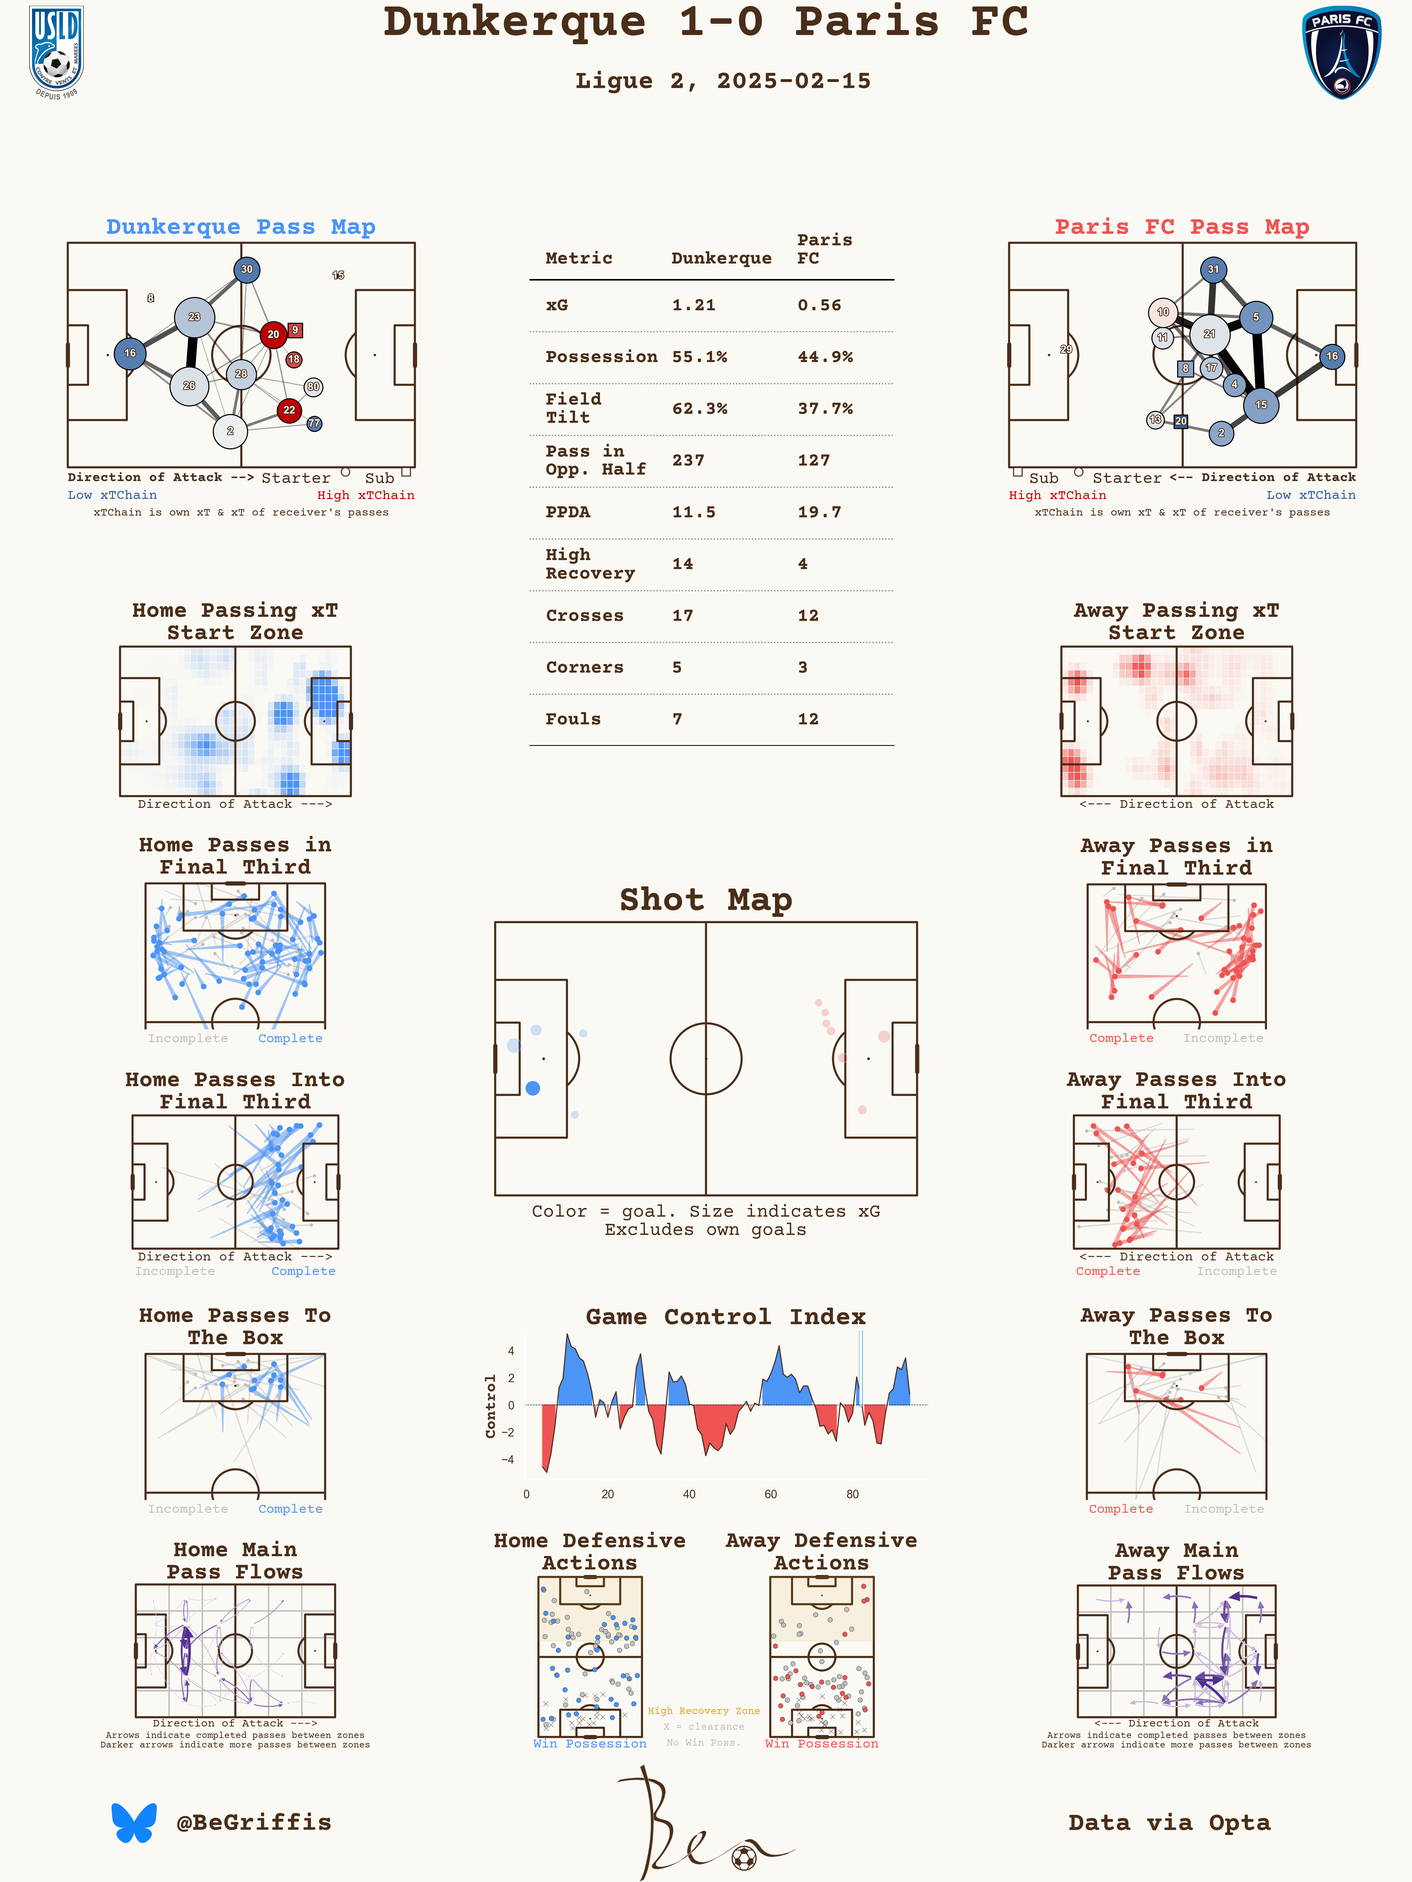 Dunkerque 1-0 Paris FC
Ligue 2, 2025-02-15
USLD
CONTRE VENTS ET MARÉES
DEPUIS 1909
PARIS FC
Dunkerque Pass Map
30
15
8
23
20
9
16
18
28
26
80
22
77
2
Direction of Attack --> Starter Sub
Low xTChain High xTChain
xTChain is own xT & xT of receiver's passes
Metric Dunkerque Paris FC
xG 1.21 0.56
Possession 55.1% 44.9%
Field Tilt 62.3% 37.7%
Pass in Opp. Half 237 127
PPDA 11.5 19.7
High Recovery 14 4
Crosses 17 12
Corners 5 3
Fouls 7 12
Paris FC Pass Map
31
10
5
21
11
29
16
8
17
4
15
13
20
2
Sub Starter <-- Direction of Attack
High xTChain Low xTChain
xTChain is own xT & xT of receiver's passes
Home Passing xT
Start Zone
Direction of Attack --->
Away Passing xT
Start Zone
<--- Direction of Attack
Home Passes in
Final Third
Incomplete Complete
Away Passes in
Final Third
Complete Incomplete
Shot Map
Color = goal. Size indicates xG
Excludes own goals
Home Passes Into
Final Third
Direction of Attack --->
Incomplete Complete
Away Passes Into
Final Third
<--- Direction of Attack
Complete Incomplete
Home Passes To
The Box
Incomplete Complete
Game Control Index
Control
4
2
0
−2
−4
0 20 40 60 80
Away Passes To
The Box
Complete Incomplete
Home Main
Pass Flows
Direction of Attack --->
Arrows indicate completed passes between zones
Darker arrows indicate more passes between zones
Home Defensive
Actions
Win Possession
High Recovery Zone
X = clearance
No Win Poss.
Away Defensive
Actions
Win Possession
Away Main
Pass Flows
<--- Direction of Attack
Arrows indicate completed passes between zones
Darker arrows indicate more passes between zones
@BeGriffis
Ben
Data via Opta